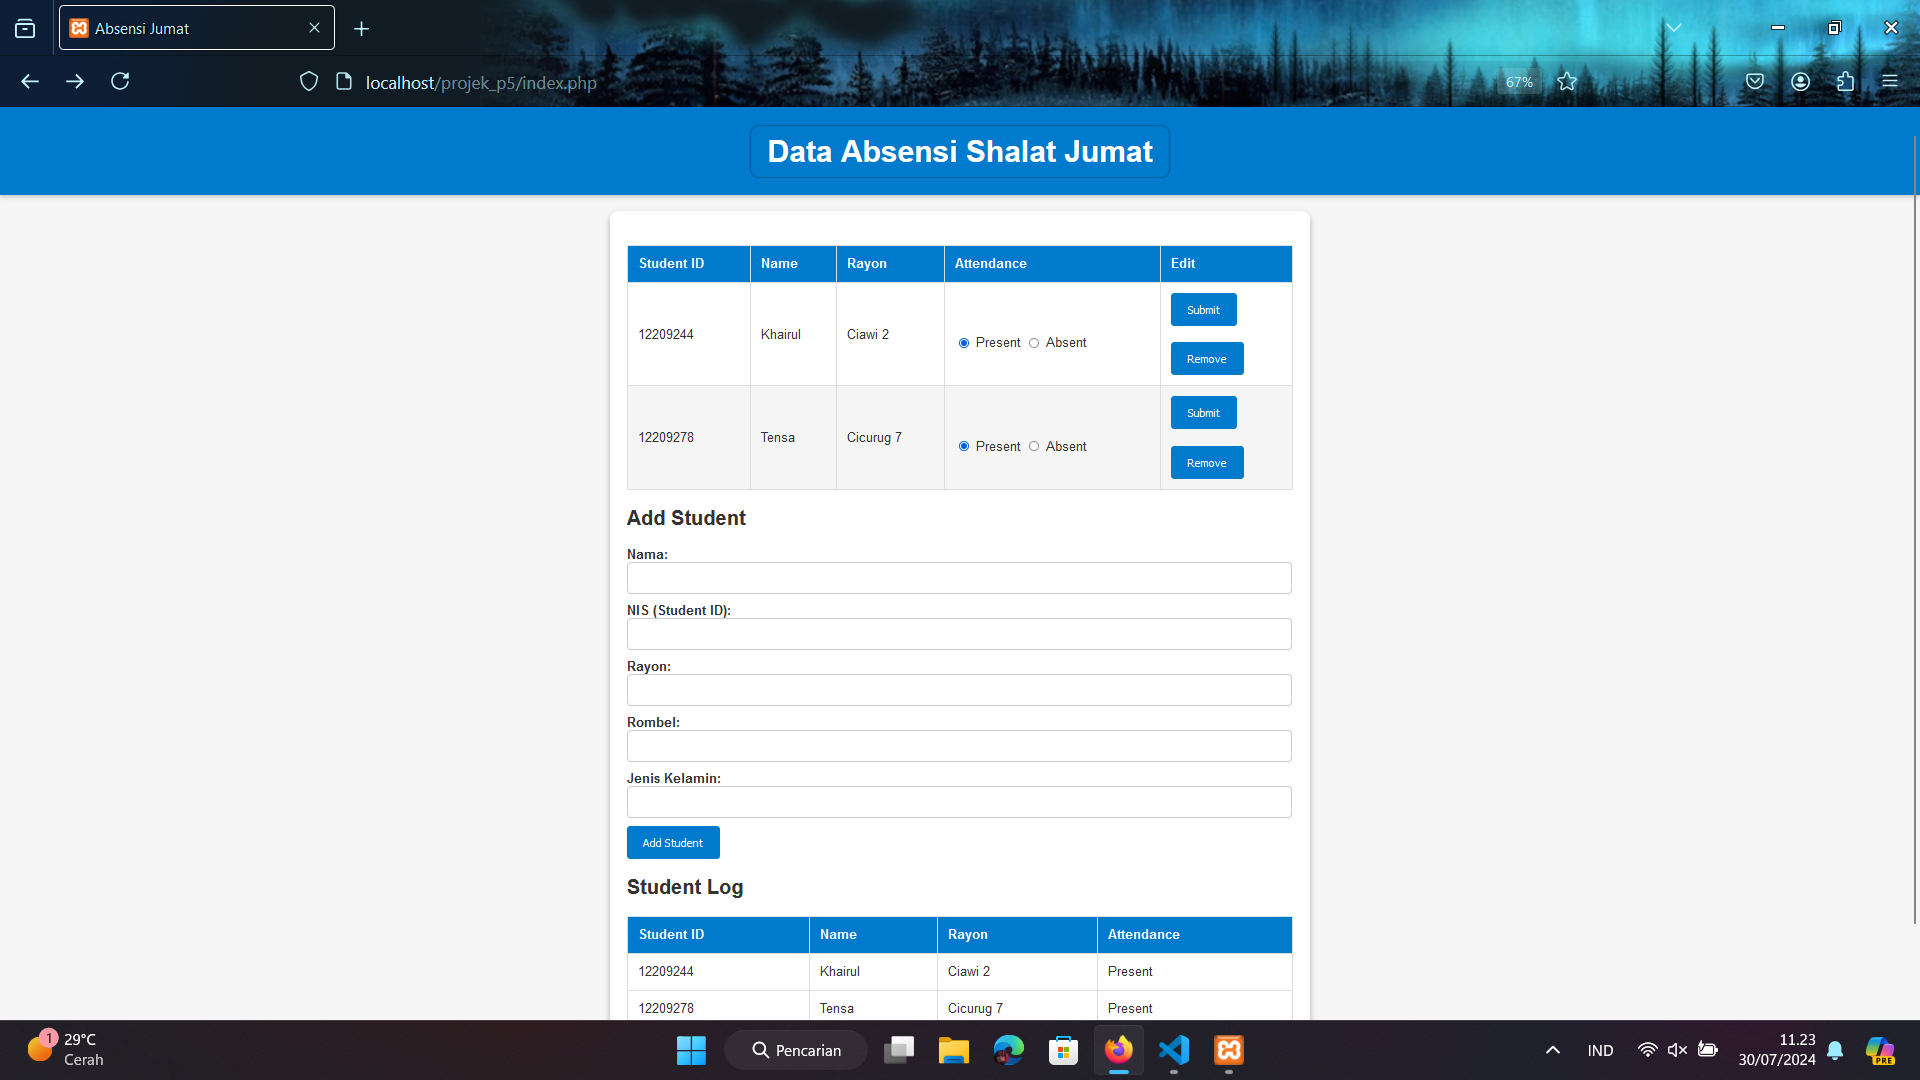 Absensi Jumat
localhost/projek_p5/index.php
67%
Data Absensi Shalat Jumat
Student ID Name Rayon Attendance Edit
12209244 Khairul Ciawi 2 Present Absent Submit
Remove
12209278 Tensa Cicurug 7 Present Absent Submit
Remove
Add Student
Nama:
NIS (Student ID):
Rayon:
Rombel:
Jenis Kelamin:
Add Student
Student Log
Student ID Name Rayon Attendance
12209244 Khairul Ciawi 2 Present
12209278 Tensa Cicurug 7 Present
1
29°C
Cerah
Pencarian
IND
11.23
30/07/2024
PRE